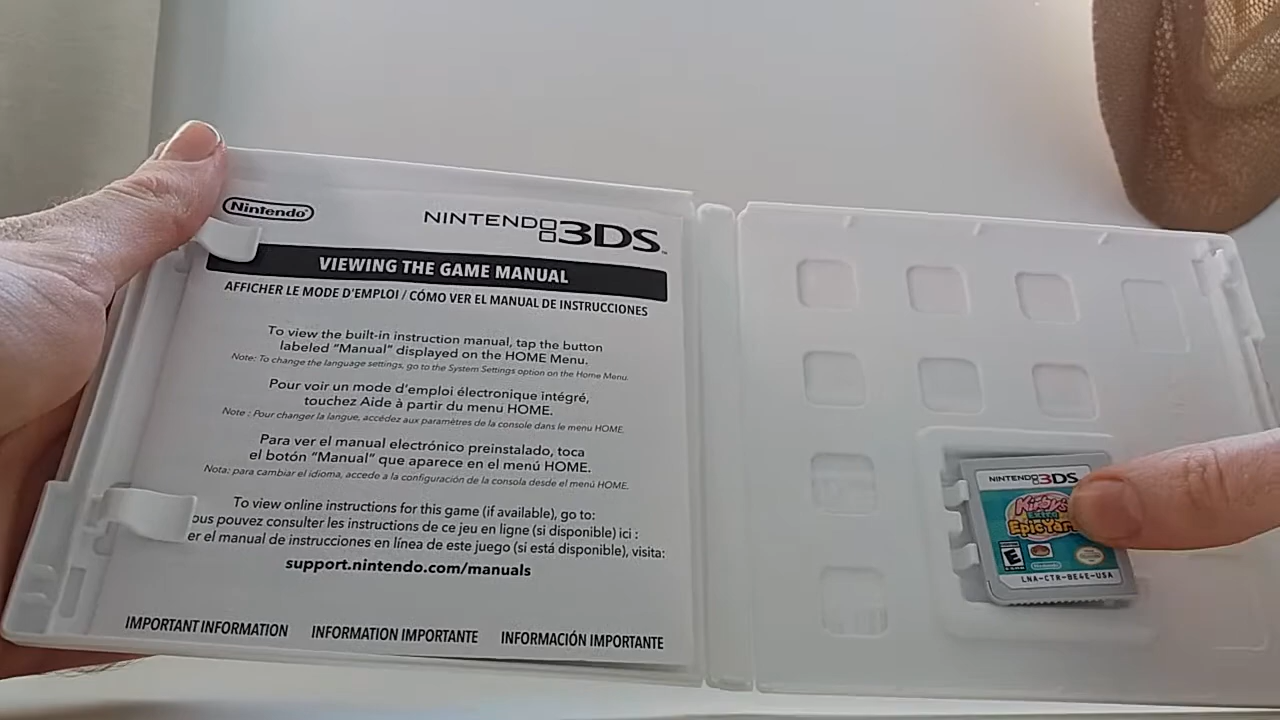 Nintendo
NINTENDO 3DS™
VIEWING THE GAME MANUAL
AFFICHER LE MODE D'EMPLOI / CÓMO VER EL MANUAL DE INSTRUCCIONES
To view the built-in instruction manual, tap the button
labeled “Manual” displayed on the HOME Menu.
Note: To change the language settings, go to the System Settings option on the Home Menu.
Pour voir un mode d'emploi électronique intégré,
touchez Aide à partir du menu HOME.
Note : Pour changer la langue, accédez aux paramètres de la console dans le menu HOME.
Para ver el manual electrónico preinstalado, toca
el botón “Manual” que aparece en el menú HOME.
Nota: para cambiar el idioma, accede a la configuración de la consola desde el menú HOME.
To view online instructions for this game (if available), go to:
ous pouvez consulter les instructions de ce jeu en ligne (si disponible) ici :
er el manual de instrucciones en línea de este juego (si está disponible), visita:
support.nintendo.com/manuals
IMPORTANT INFORMATION INFORMATION IMPORTANTE INFORMACIÓN IMPORTANTE
NINTENDO 3DS
Kirby's
Extra
Epic Yarn
E
Nintendo
LNA-CTR-BE4E-USA